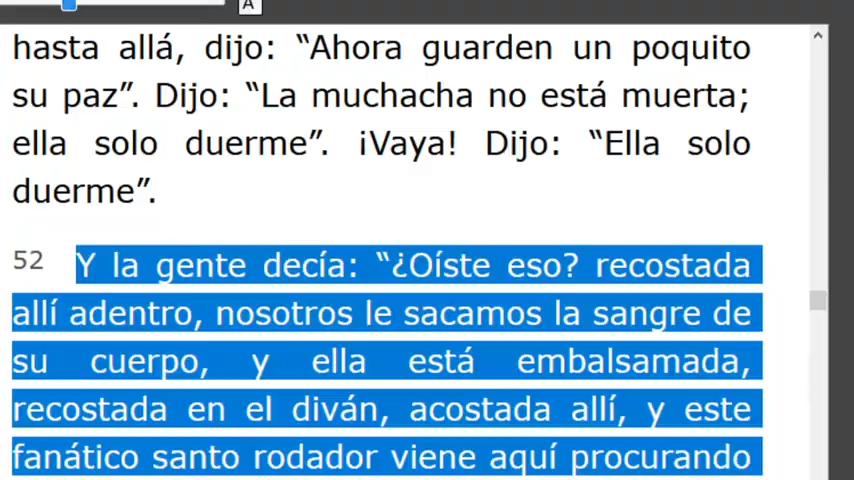 A
hasta allá, dijo: “Ahora guarden un poquito
su paz”. Dijo: “La muchacha no está muerta;
ella solo duerme”. ¡Vaya! Dijo: “Ella solo
duerme”.
52 Y la gente decía: “¿Oíste eso? recostada
allí adentro, nosotros le sacamos la sangre de
su cuerpo, y ella está embalsamada,
recostada en el diván, acostada allí, y este
fanático santo rodador viene aquí procurando